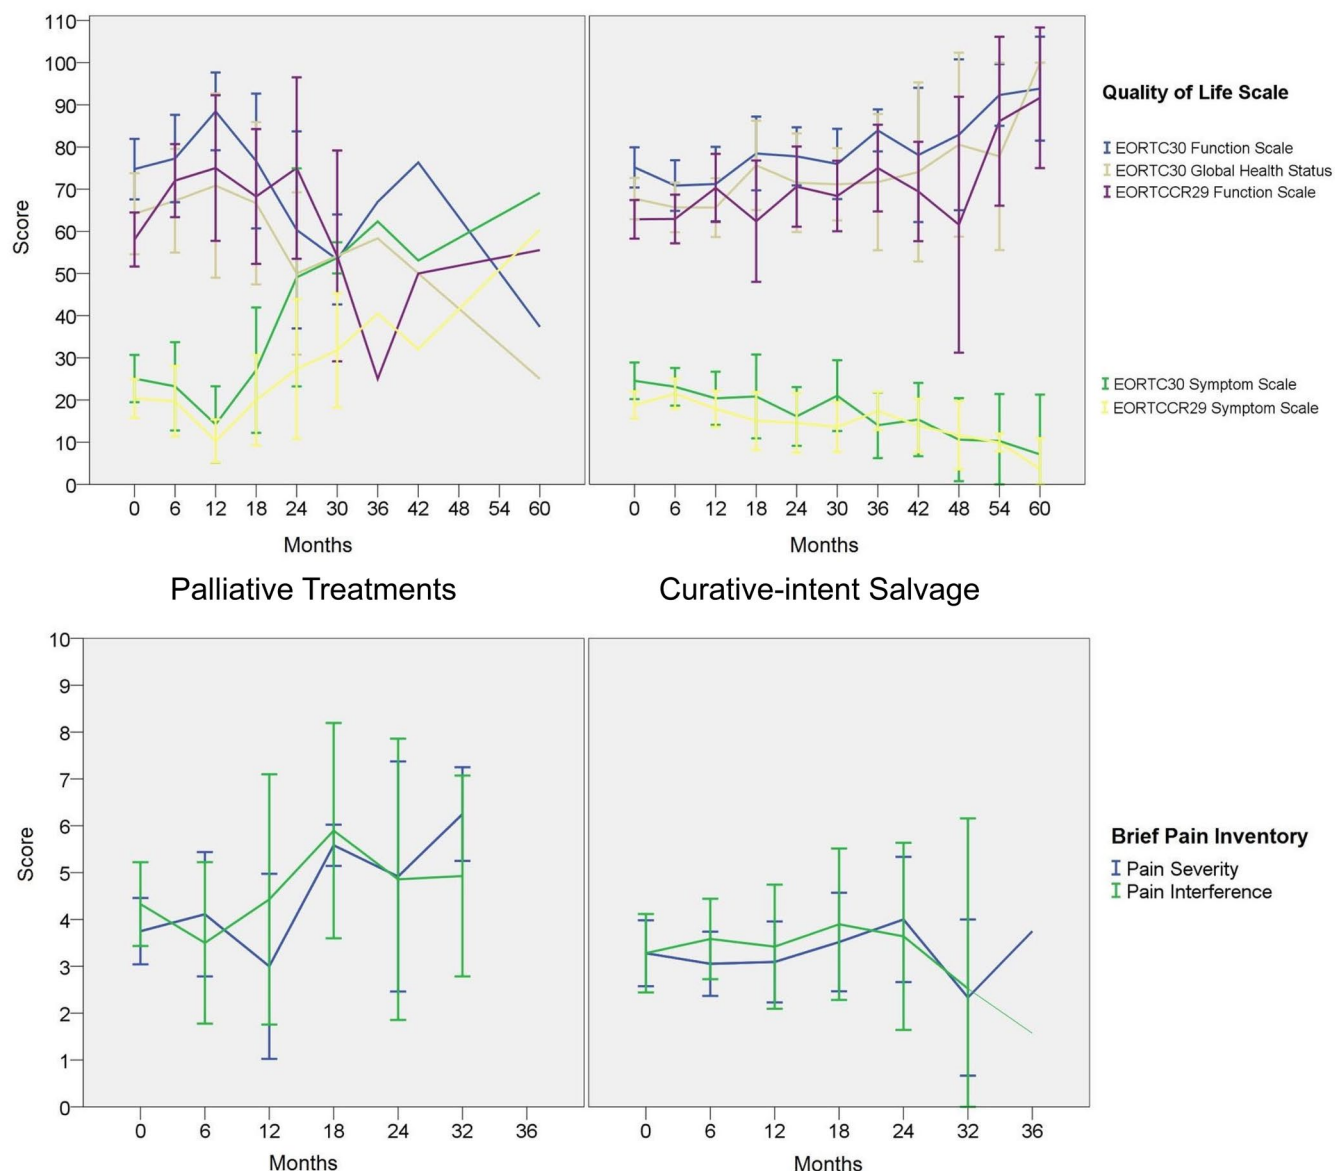 110
100
90
80
70
60
50
40
30
20
10
0
Score
0 6 12 18 24 30 36 42 48 54 60
0 6 12 18 24 30 36 42 48 54 60
Months
Months
Quality of Life Scale
EORTC30 Function Scale
EORTC30 Global Health Status
EORTCCR29 Function Scale
EORTC30 Symptom Scale
EORTCCR29 Symptom Scale
Palliative Treatments
Curative-intent Salvage
10
9
8
7
6
5
4
3
2
1
0
Score
0 6 12 18 24 32 36
0 6 12 18 24 32 36
Months
Months
Brief Pain Inventory
Pain Severity
Pain Interference